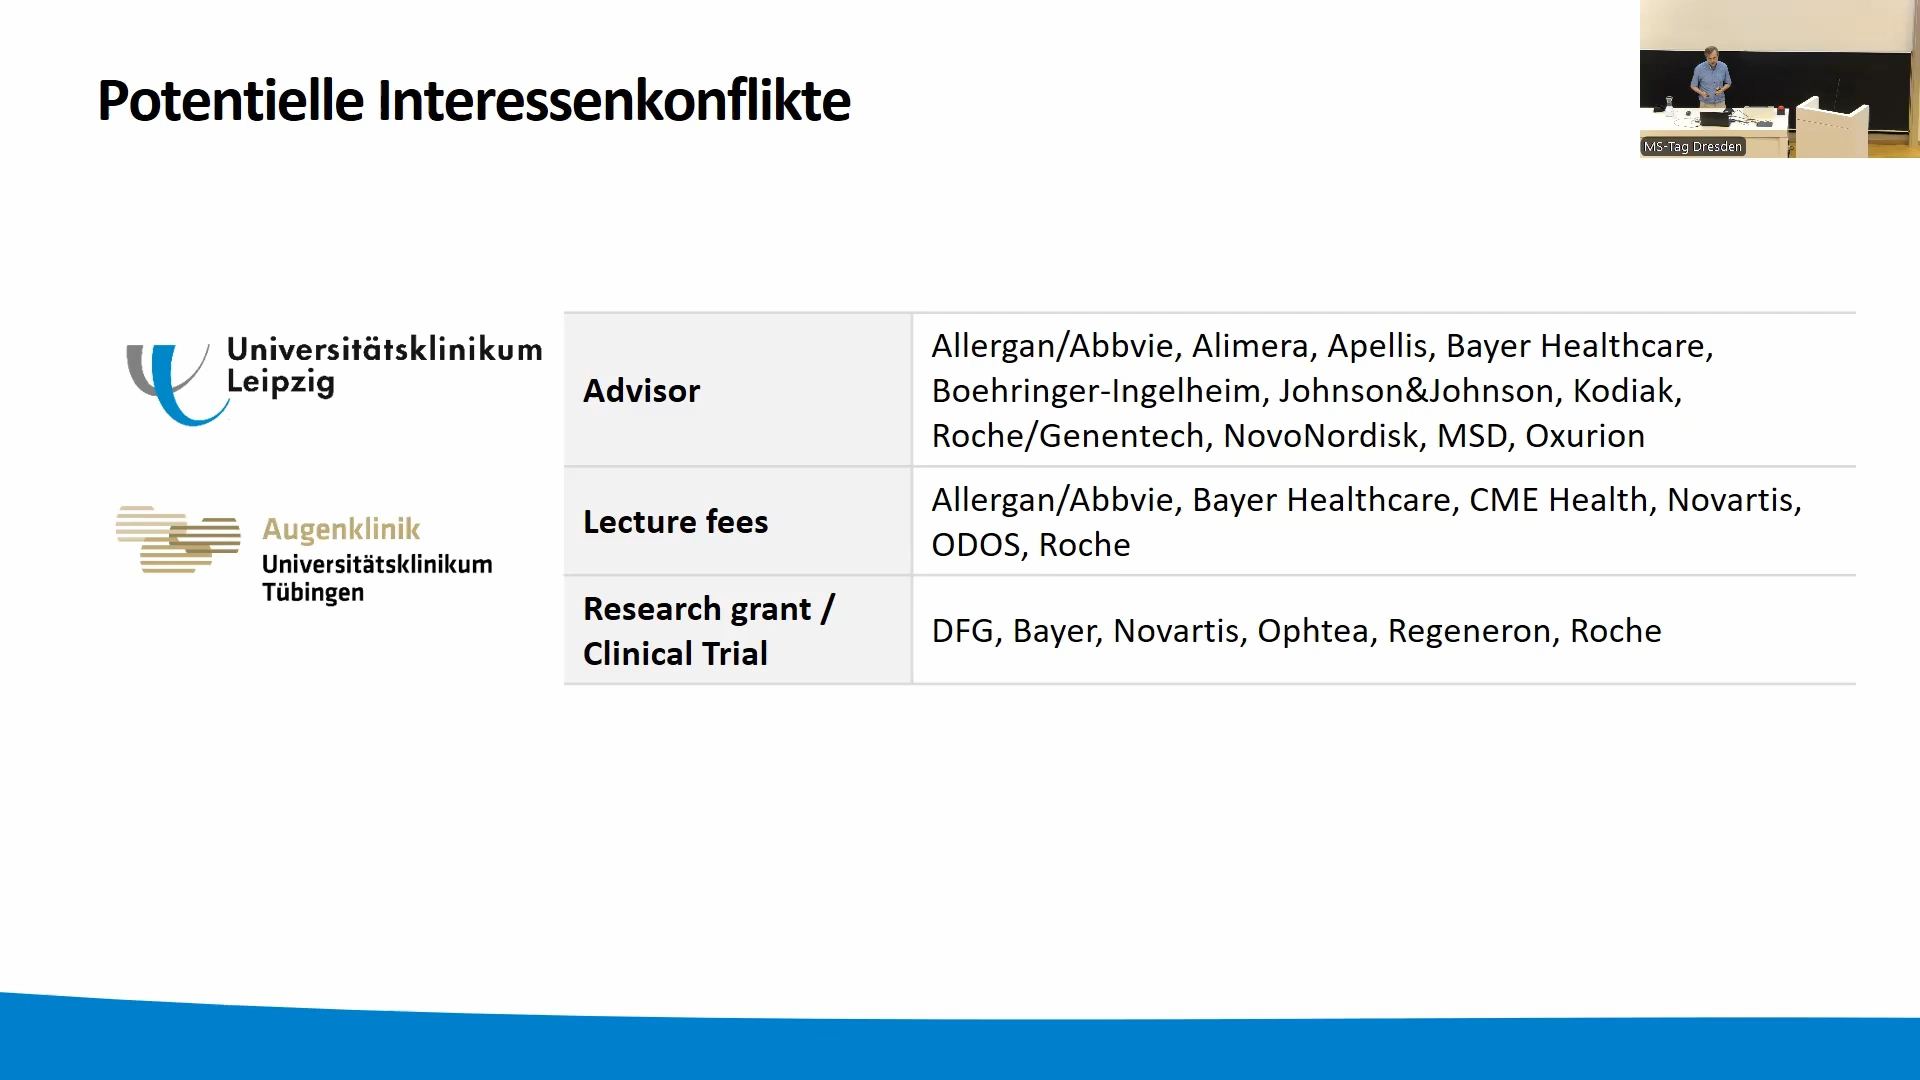 Potentielle Interessenkonflikte
MS-Tag Dresden
Universitätsklinikum
Leipzig
Augenklinik
Universitätsklinikum
Tübingen
Advisor
Allergan/Abbvie, Alimera, Apellis, Bayer Healthcare,
Boehringer-Ingelheim, Johnson&Johnson, Kodiak,
Roche/Genentech, NovoNordisk, MSD, Oxurion
Lecture fees
Allergan/Abbvie, Bayer Healthcare, CME Health, Novartis,
ODOS, Roche
Research grant /
Clinical Trial
DFG, Bayer, Novartis, Ophtea, Regeneron, Roche